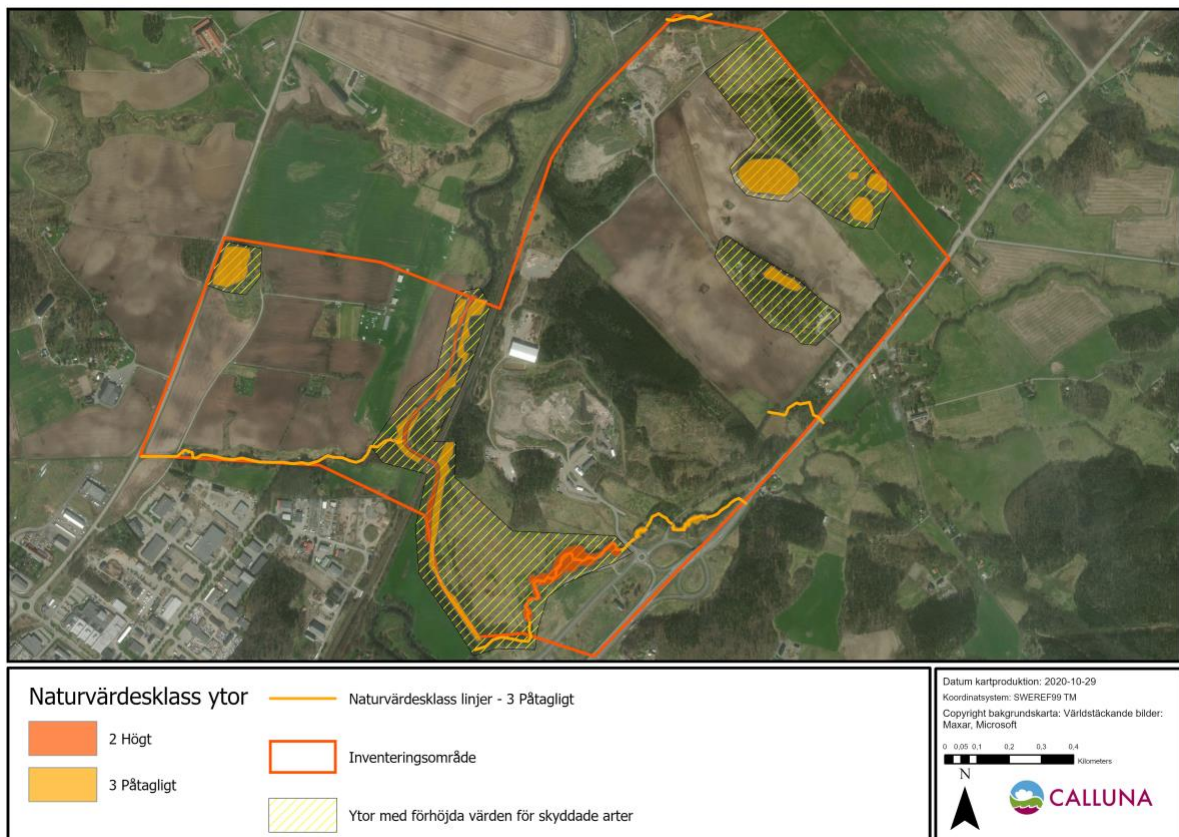 Naturvärdesklass ytor
2 Högt
3 Påtagligt
Naturvärdesklass linjer - 3 Påtagligt
Inventeringsområde
Ytor med förhöjda värden för skyddade arter
Datum kartproduktion: 2020-10-29
Koordinatsystem: SWEREF99 TM
Copyright bakgrundskarta: Världstäckande bilder:
Maxar, Microsoft
0 0,05 0,1 0,2 0,3 0,4
Kilometers
N
CALLUNA